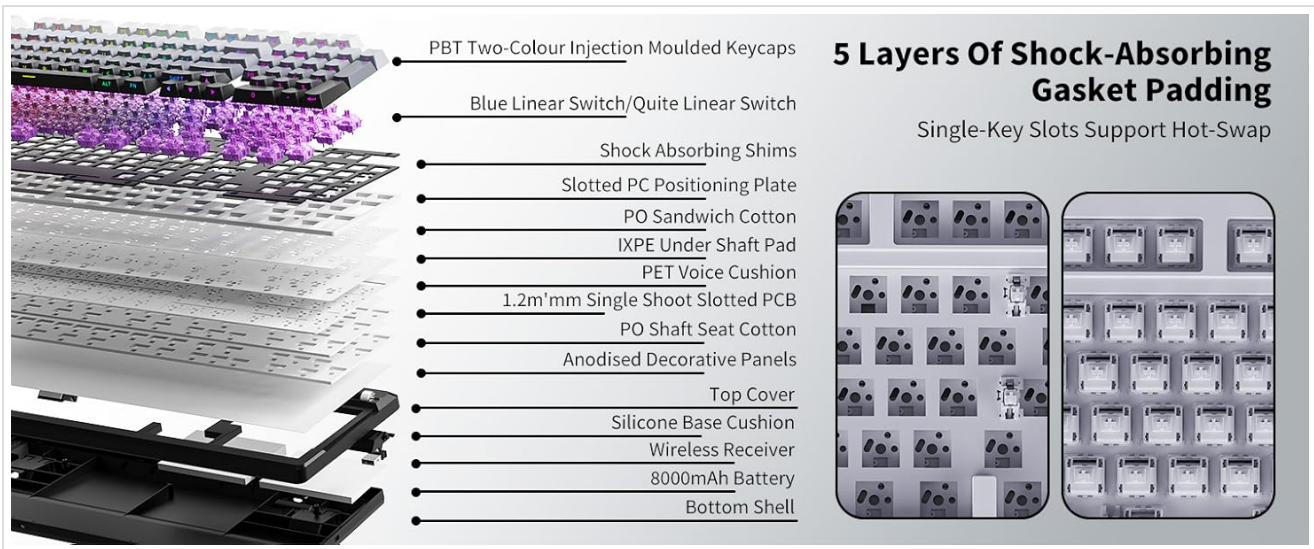 PBT Two-Colour Injection Moulded Keycaps
Blue Linear Switch/Quite Linear Switch
Shock Absorbing Shims
Slotted PC Positioning Plate
PO Sandwich Cotton
IXPE Under Shaft Pad
PET Voice Cushion
1.2m'mm Single Shoot Slotted PCB
PO Shaft Seat Cotton
Anodised Decorative Panels
Top Cover
Silicone Base Cushion
Wireless Receiver
8000mAh Battery
Bottom Shell
5 Layers Of Shock-Absorbing
Gasket Padding
Single-Key Slots Support Hot-Swap
ALT
FN